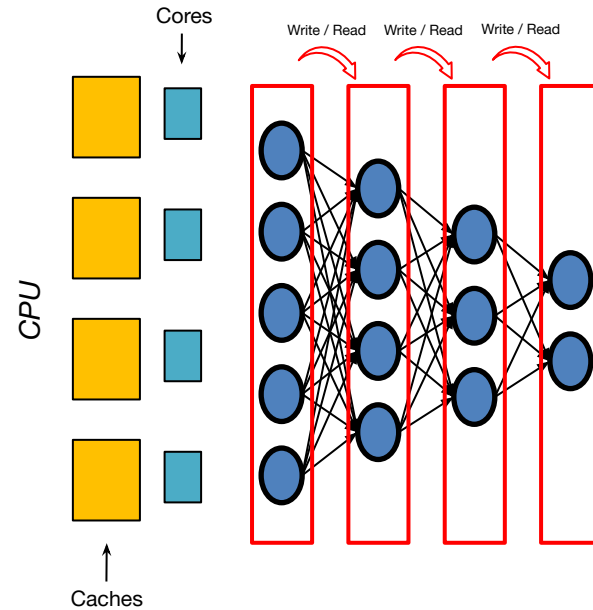 Cores
Write / Read
Write / Read
Write / Read
CPU
Caches